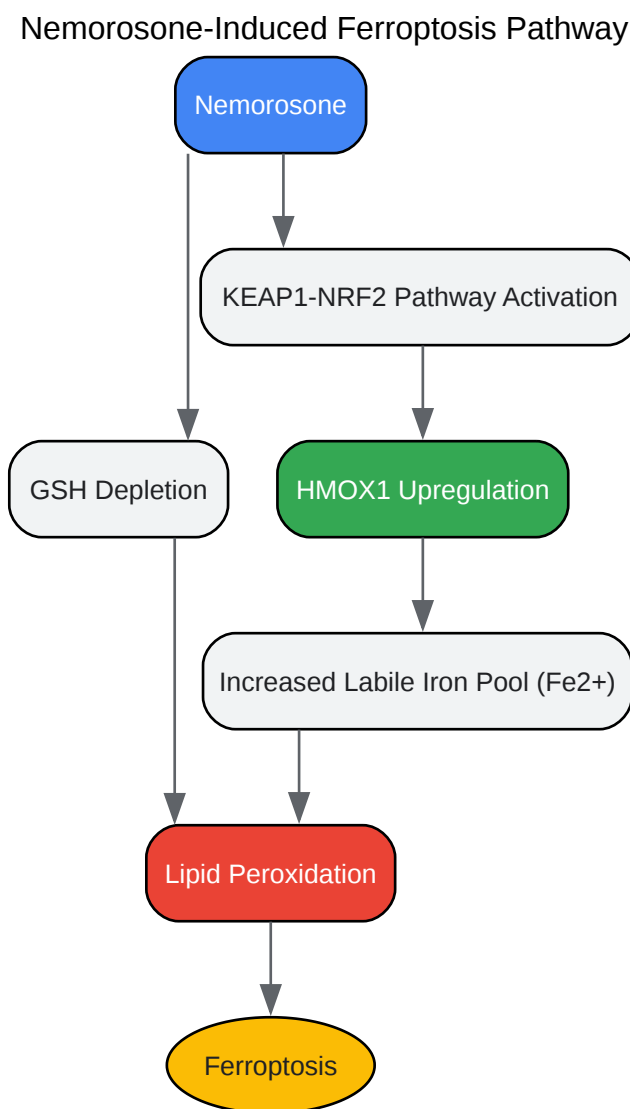 Nemorosone-Induced Ferroptosis Pathway
Nemorosone
KEAP1-NRF2 Pathway Activation
GSH Depletion
HMOX1 Upregulation
Increased Labile Iron Pool (Fe2+)
Lipid Peroxidation
Ferroptosis